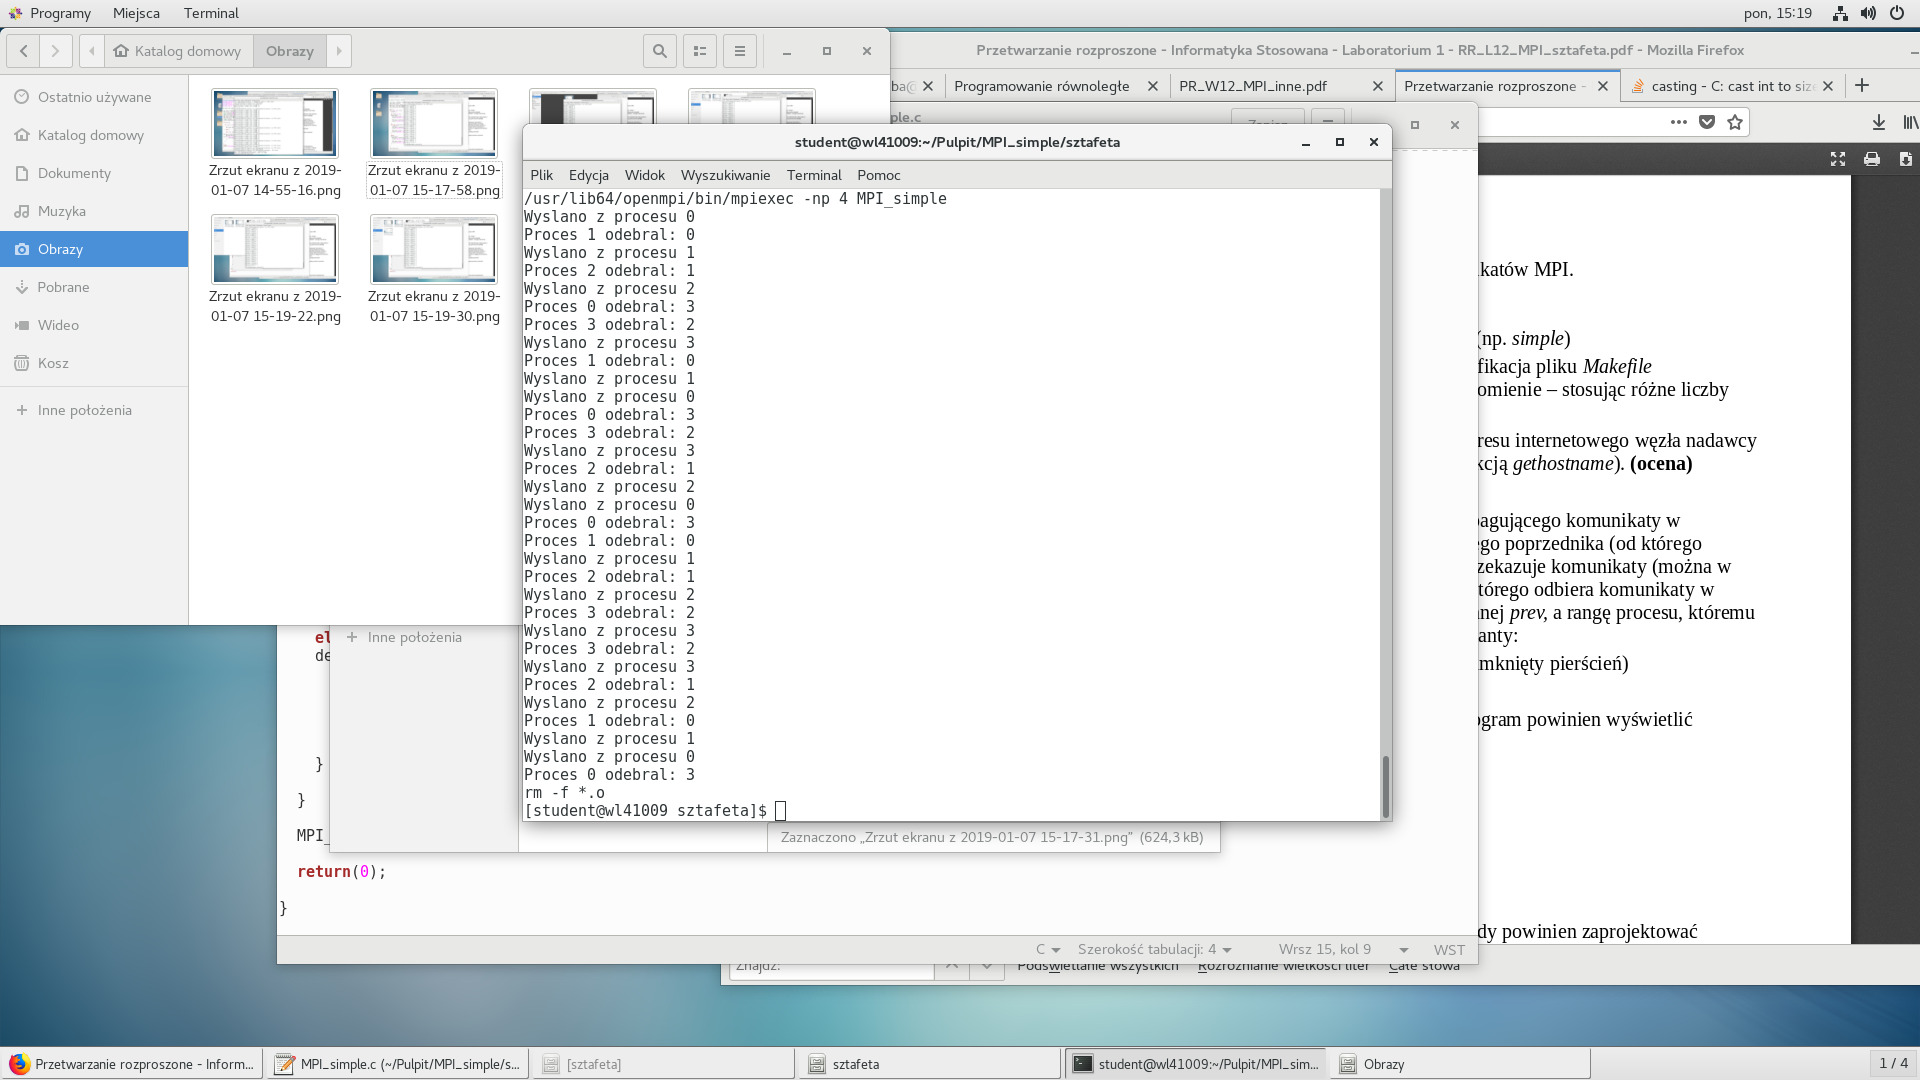 Programy Miejsca Terminal
pon, 15:19
Katalog domowy Obrazy
Ostatnio używane
Katalog domowy
Dokumenty
Muzyka
Obrazy
Pobrane
Wideo
Kosz
Inne położenia
Zrzut ekranu z 2019-
01-07 14-55-16.png
Zrzut ekranu z 2019-
01-07 15-17-58.png
Zrzut ekranu z 2019-
01-07 15-19-22.png
Zrzut ekranu z 2019-
01-07 15-19-30.png
Przetwarzanie rozproszone - Informatyka Stosowana - Laboratorium 1 - RR_L12_MPI_sztafeta.pdf - Mozilla Firefox
ba@
Programowanie równoległe
PR_W12_MPI_inne.pdf
Przetwarzanie rozproszone -
casting - C: cast int to size
ple.c
student@wl41009:~/Pulpit/MPI_simple/sztafeta
Plik Edycja Widok Wyszukiwanie Terminal Pomoc
/usr/lib64/openmpi/bin/mpiexec -np 4 MPI_simple
Wyslano z procesu 0
Proces 1 odebral: 0
Wyslano z procesu 1
Proces 2 odebral: 1
Wyslano z procesu 2
Proces 0 odebral: 3
Proces 3 odebral: 2
Wyslano z procesu 3
Proces 1 odebral: 0
Wyslano z procesu 1
Wyslano z procesu 0
Proces 0 odebral: 3
Proces 3 odebral: 2
Wyslano z procesu 3
Proces 2 odebral: 1
Wyslano z procesu 2
Wyslano z procesu 0
Proces 0 odebral: 3
Proces 1 odebral: 0
Wyslano z procesu 1
Proces 2 odebral: 1
Wyslano z procesu 2
Proces 3 odebral: 2
Wyslano z procesu 3
Proces 3 odebral: 2
Wyslano z procesu 3
Proces 2 odebral: 1
Wyslano z procesu 2
Proces 1 odebral: 0
Wyslano z procesu 1
Wyslano z procesu 0
Proces 0 odebral: 3
rm -f *.o
[student@wl41009 sztafeta]$
katów MPI.
(np. simple)
fikacja pliku Makefile
omienie – stosując różne liczby
resu internetowego węzła nadawcy
kcją gethostname). (ocena)
pagującego komunikaty w
ego poprzednika (od którego
zekazuje komunikaty (można w
tórego odbiera komunikaty w
nej prev, a rangę procesu, któremu
anty:
mknięty pierścień)
ogram powinien wyświetlić
dy powinien zaprojektować
el
de
}
}
MPI_
return(0);
}
Inne położenia
Zaznaczono „Zrzut ekranu z 2019-01-07 15-17-31.png” (624,3 kB)
C Szerokość tabulacji: 4 Wrsz 15, kol 9 WST
Znajdź: Podświetlanie wszystkich Rozróżnianie wielkości liter Całe słowa
Przetwarzanie rozproszone - Inform...
MPI_simple.c (~/Pulpit/MPI_simple/s...
[sztafeta]
sztafeta
student@wl41009:~/Pulpit/MPI_sim...
Obrazy
1 / 4